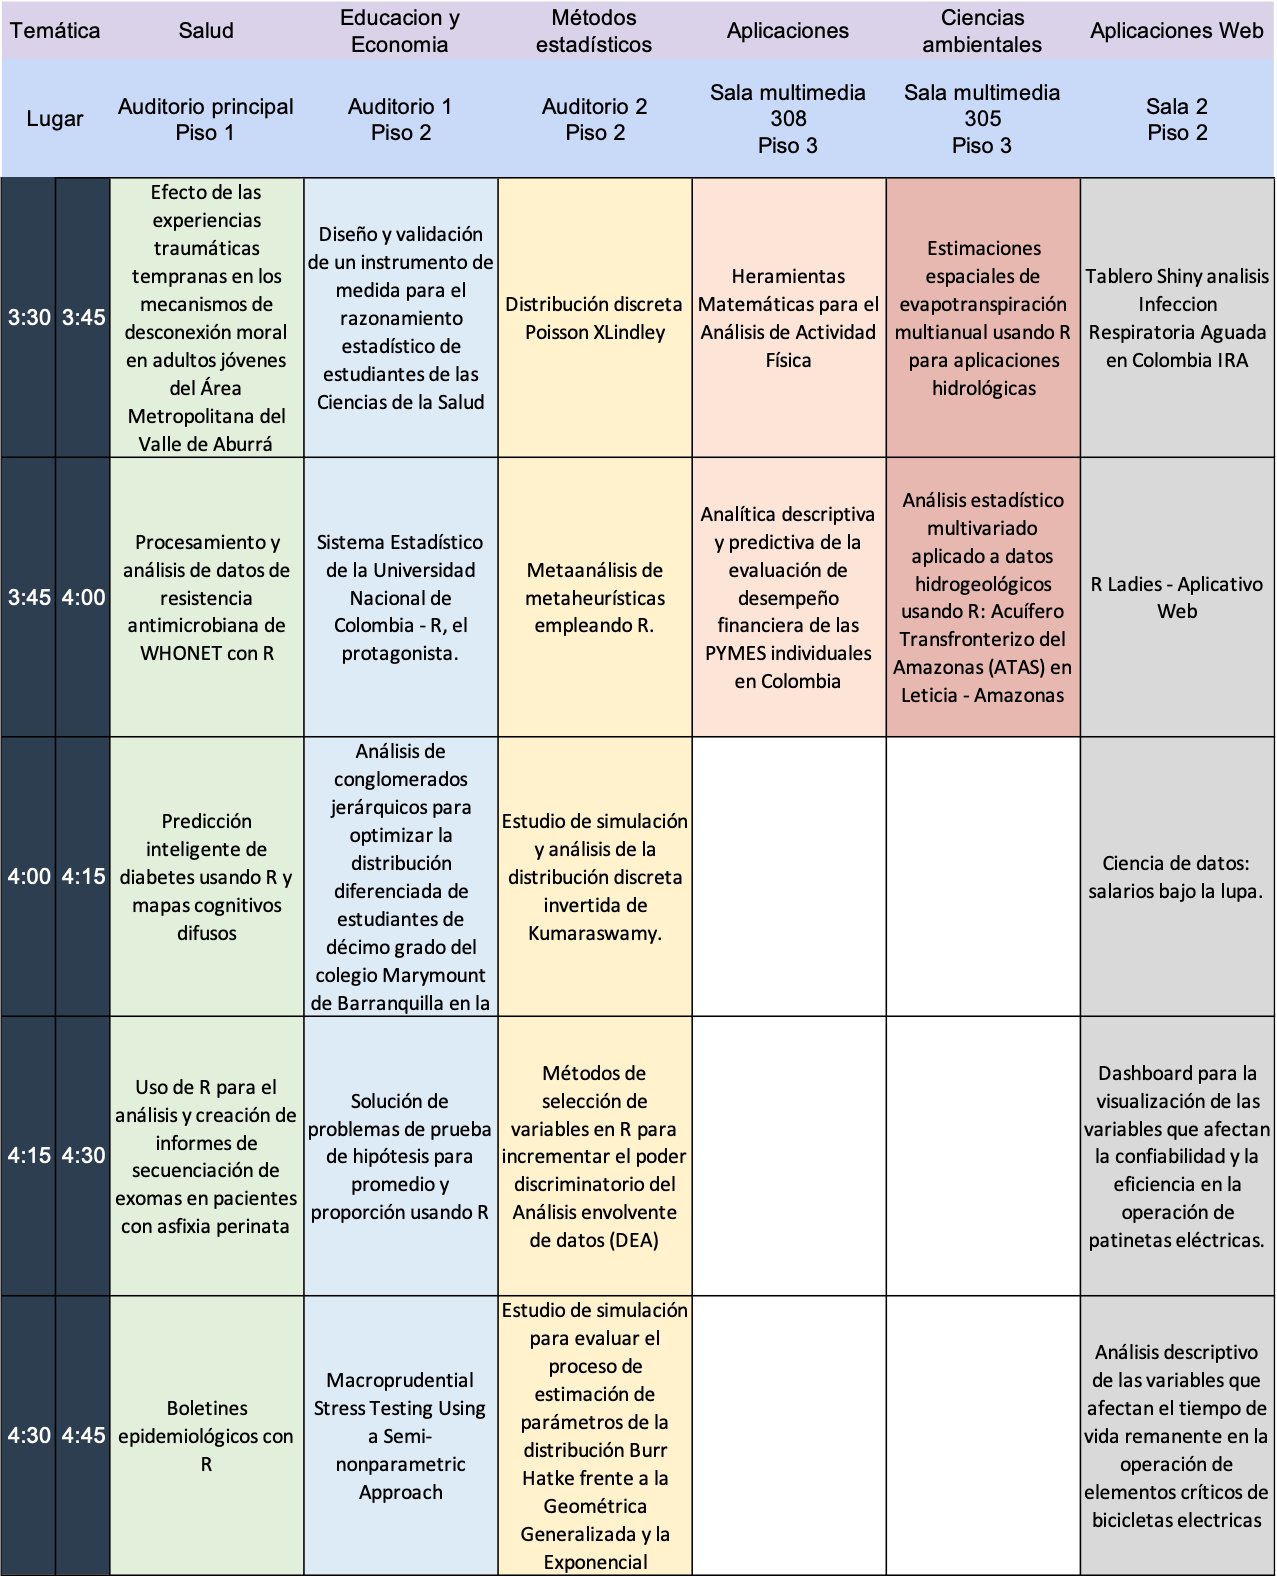 Temática
Salud
Educacion y
Economia
Métodos
estadísticos
Aplicaciones
Ciencias
ambientales
Aplicaciones Web
Lugar
Auditorio principal
Piso 1
Auditorio 1
Piso 2
Auditorio 2
Piso 2
Sala multimedia
308
Piso 3
Sala multimedia
305
Piso 3
Sala 2
Piso 2
3:30 3:45
Efecto de las
experiencias
traumáticas
tempranas en los
mecanismos de
desconexión moral
en adultos jóvenes
del Área
Metropolitana del
Valle de Aburrá
Diseño y validación
de un instrumento de
medida para el
razonamiento
estadístico de
estudiantes de las
Ciencias de la Salud
Distribución discreta
Poisson XLindley
Heramientas
Matemáticas para el
Análisis de Actividad
Física
Estimaciones
espaciales de
evapotranspiración
multianual usando R
para aplicaciones
hidrológicas
Tablero Shiny analisis
Infeccion
Respiratoria Aguada
en Colombia IRA
3:45 4:00
Procesamiento y
análisis de datos de
resistencia
antimicrobiana de
WHONET con R
Sistema Estadístico
de la Universidad
Nacional de
Colombia - R, el
protagonista.
Metaanálisis de
metaheurísticas
empleando R.
Analítica descriptiva
y predictiva de la
evaluación de
desempeño
financiera de las
PYMES individuales
en Colombia
Análisis estadístico
multivariado
aplicado a datos
hidrogeológicos
usando R: Acuífero
Transfronterizo del
Amazonas (ATAS) en
Leticia - Amazonas
R Ladies - Aplicativo
Web
4:00 4:15
Predicción
inteligente de
diabetes usando R y
mapas cognitivos
difusos
Análisis de
conglomerados
jerárquicos para
optimizar la
distribución
diferenciada de
estudiantes de
décimo grado del
colegio Marymount
de Barranquilla en la
Estudio de simulación
y análisis de la
distribución discreta
invertida de
Kumaraswamy.
Ciencia de datos:
salarios bajo la lupa.
4:15 4:30
Uso de R para el
análisis y creación de
informes de
secuenciación de
exomas en pacientes
con asfixia perinata
Solución de
problemas de prueba
de hipótesis para
promedio y
proporción usando R
Métodos de
selección de
variables en R para
incrementar el poder
discriminatorio del
Análisis envolvente
de datos (DEA)
Dashboard para la
visualización de las
variables que afectan
la confiabilidad y la
eficiencia en la
operación de
patinetas eléctricas.
4:30 4:45
Boletines
epidemiológicos con
R
Macroprudential
Stress Testing Using
a Semi-
nonparametric
Approach
Estudio de simulación
para evaluar el
proceso de
estimación de
parámetros de la
distribución Burr
Hatke frente a la
Geométrica
Generalizada y la
Exponencial
Análisis descriptivo
de las variables que
afectan el tiempo de
vida remanente en la
operación de
elementos críticos de
bicicletas electricas